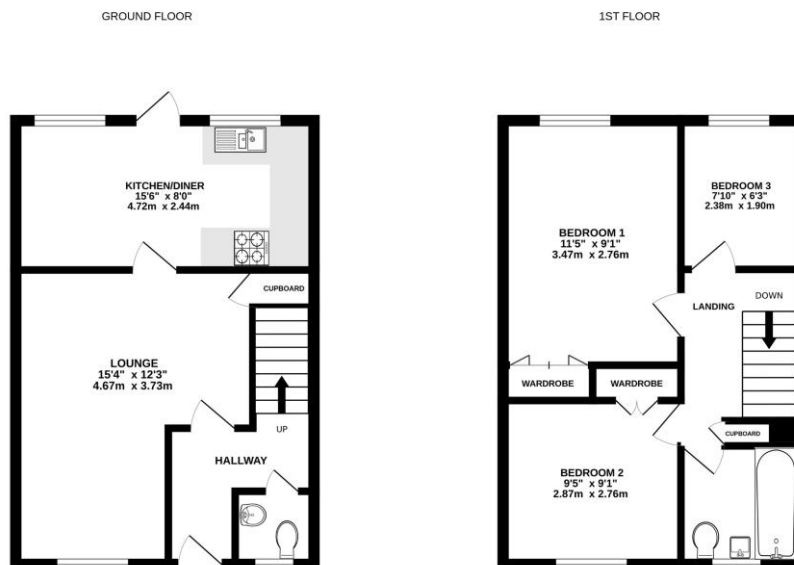 GROUND FLOOR
1ST FLOOR
KITCHEN/DINER
15'6" x 8'0"
4.72m x 2.44m
CUPBOARD
LOUNGE
15'4" x 12'3"
4.67m x 3.73m
UP
HALLWAY
BEDROOM 1
11'5" x 9'1"
3.47m x 2.76m
BEDROOM 3
7'10" x 6'3"
2.38m x 1.90m
LANDING
DOWN
WARDROBE
WARDROBE
CUPBOARD
BEDROOM 2
9'5" x 9'1"
2.87m x 2.76m